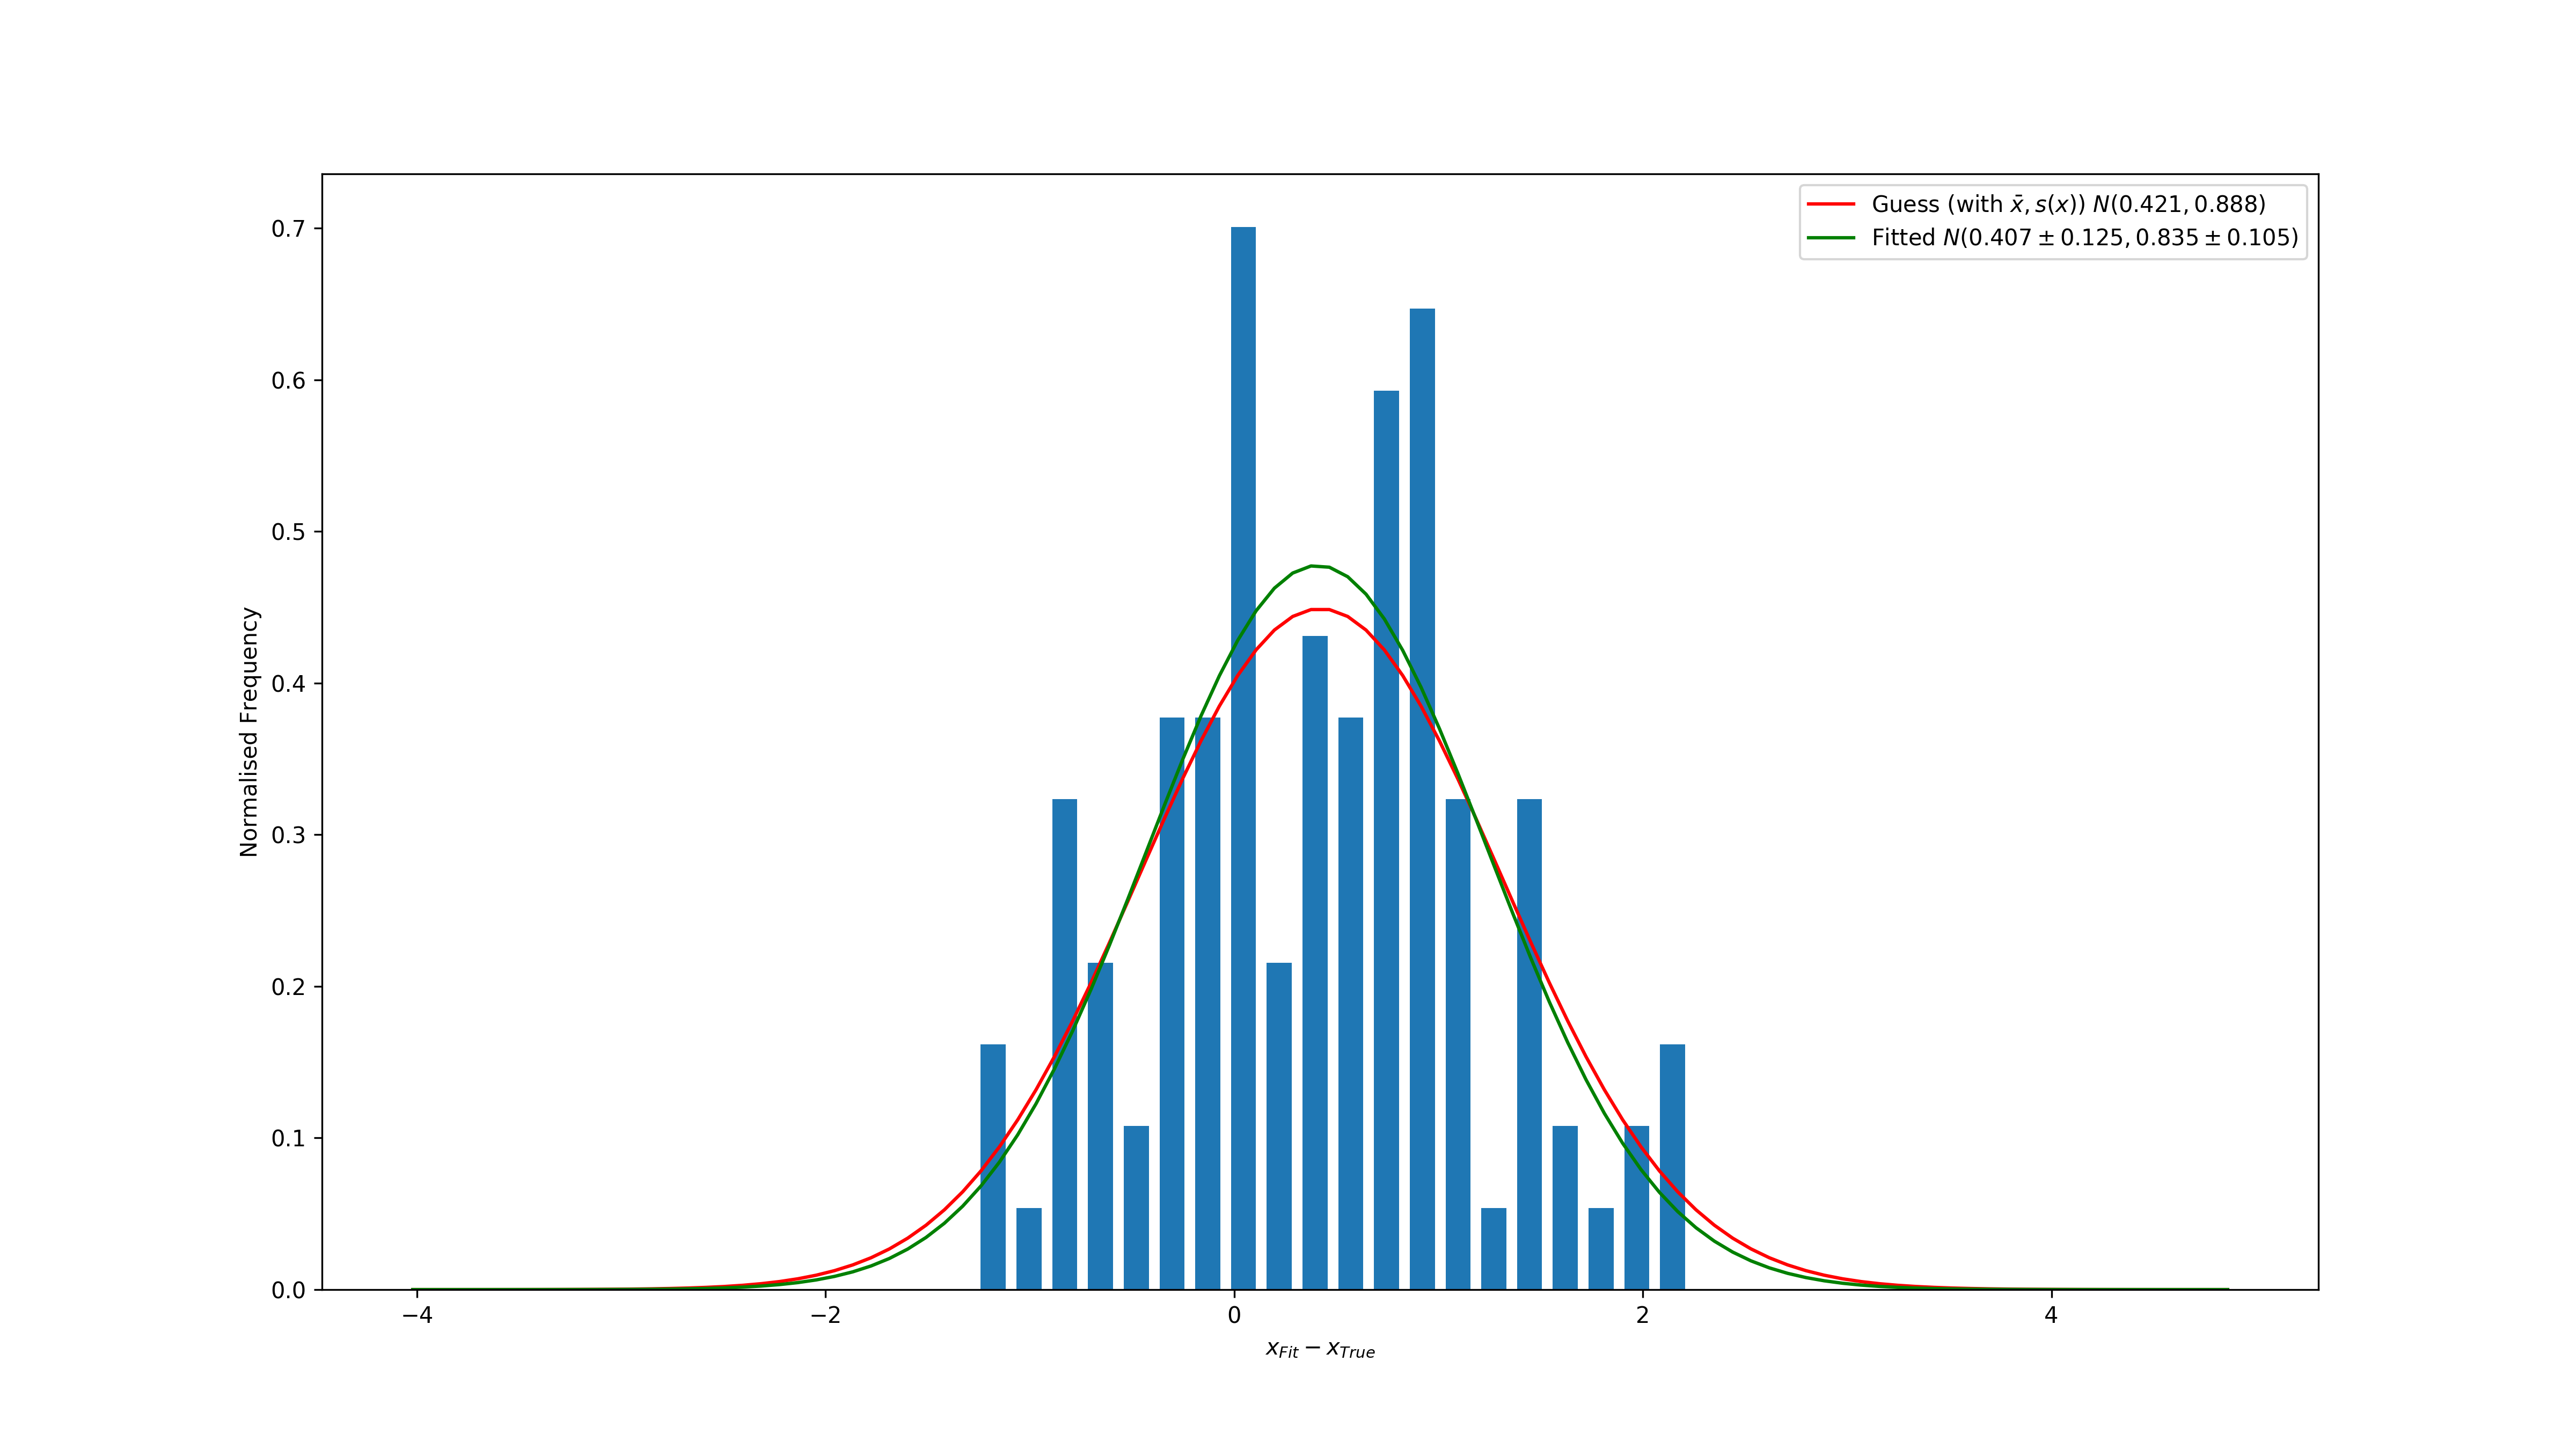 Guess (with x̄, s(x)) N(0.421, 0.888)
Fitted N(0.407 ± 0.125, 0.835 ± 0.105)
0.7
0.6
0.5
0.4
0.3
0.2
0.1
0.0
Normalised Frequency
−4 −2 0 2 4
x_Fit − x_True